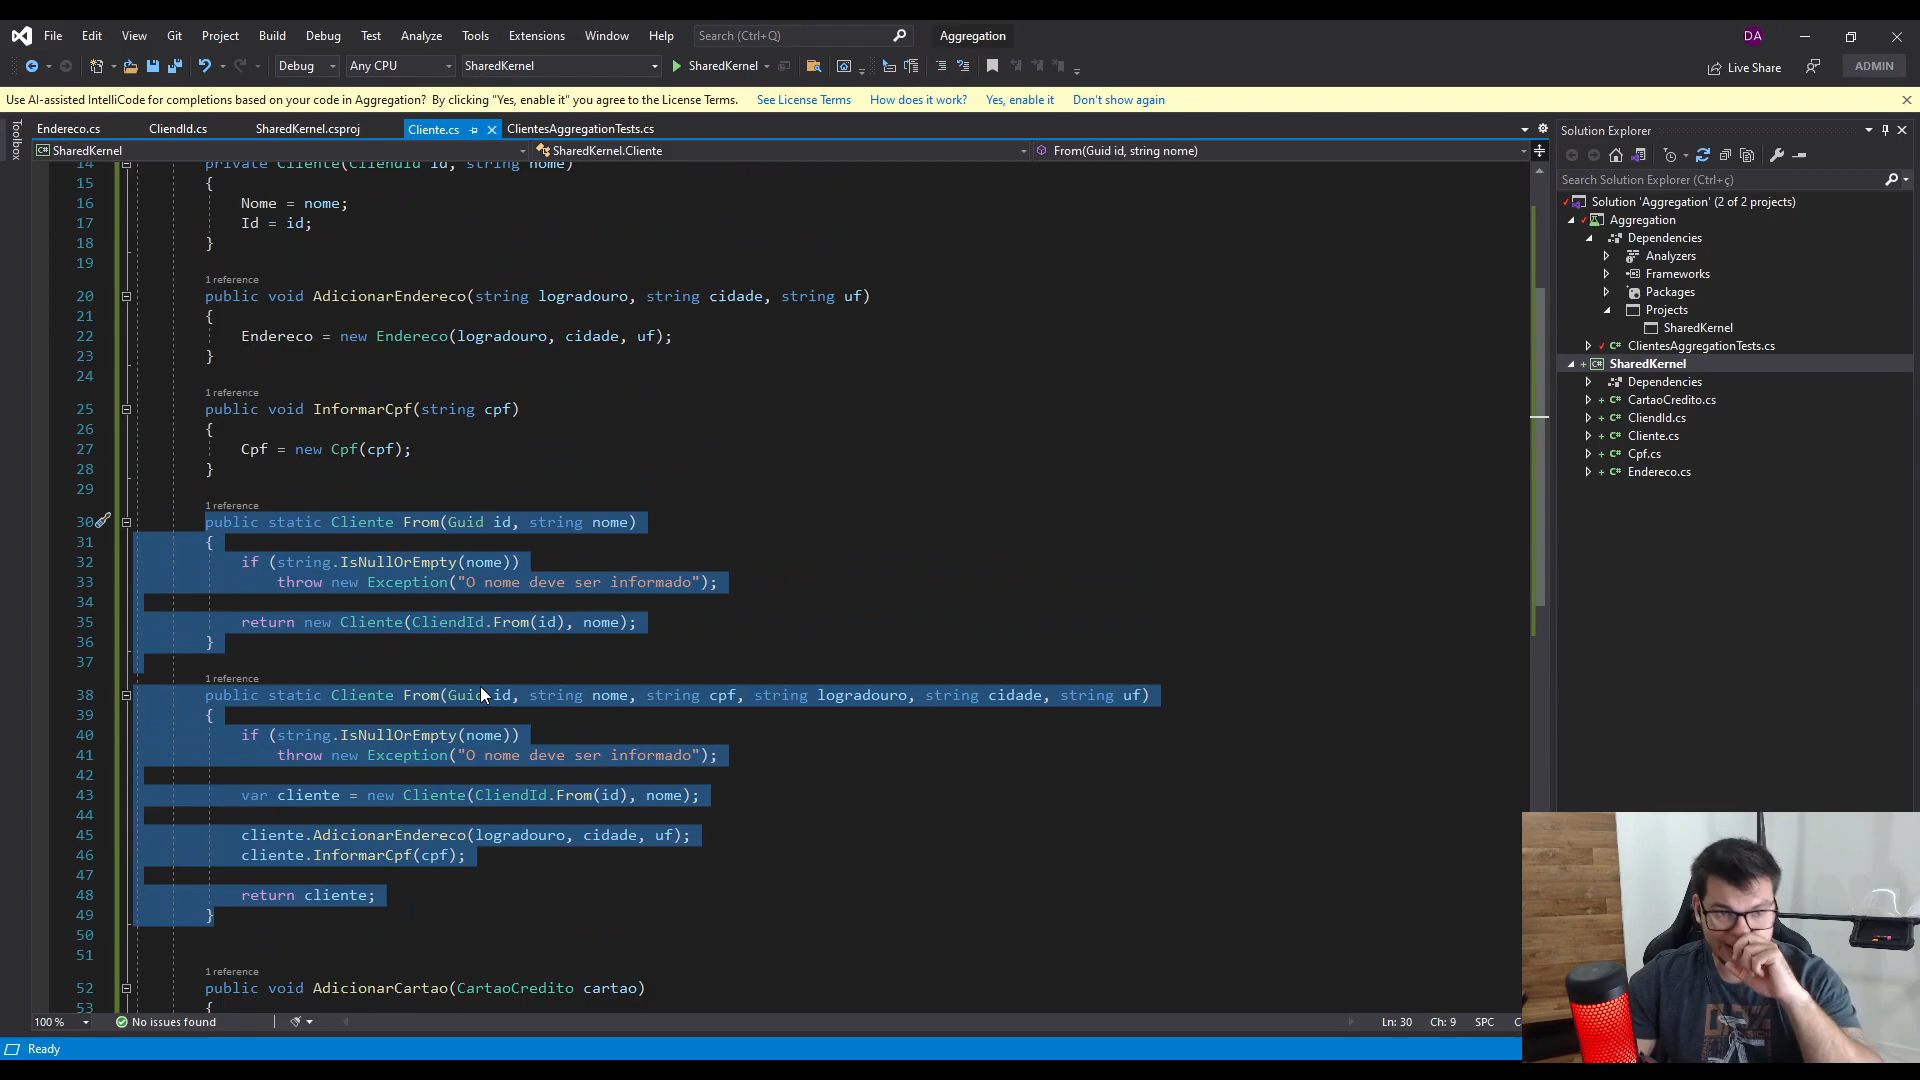 File Edit View Git Project Build Debug Test Analyze Tools Extensions Window Help Search (Ctrl+Q) Aggregation DA
Debug Any CPU SharedKernel SharedKernel Live Share ADMIN
Use AI-assisted IntelliCode for completions based on your code in Aggregation? By clicking "Yes, enable it" you agree to the License Terms. See License Terms How does it work? Yes, enable it Don't show again
Toolbox
Endereco.cs CliendId.cs SharedKernel.csproj Cliente.cs ClientesAggregationTests.cs
SharedKernel SharedKernel.Cliente From(Guid id, string nome)
14 private Cliente(CliendId id, string nome)
15 {
16 Nome = nome;
17 Id = id;
18 }
19
1 reference
20 public void AdicionarEndereco(string logradouro, string cidade, string uf)
21 {
22 Endereco = new Endereco(logradouro, cidade, uf);
23 }
24
1 reference
25 public void InformarCpf(string cpf)
26 {
27 Cpf = new Cpf(cpf);
28 }
29
1 reference
30 public static Cliente From(Guid id, string nome)
31 {
32 if (string.IsNullOrEmpty(nome))
33 throw new Exception("O nome deve ser informado");
34
35 return new Cliente(CliendId.From(id), nome);
36 }
37
1 reference
38 public static Cliente From(Guid id, string nome, string cpf, string logradouro, string cidade, string uf)
39 {
40 if (string.IsNullOrEmpty(nome))
41 throw new Exception("O nome deve ser informado");
42
43 var cliente = new Cliente(CliendId.From(id), nome);
44
45 cliente.AdicionarEndereco(logradouro, cidade, uf);
46 cliente.InformarCpf(cpf);
47
48 return cliente;
49 }
50
51
1 reference
52 public void AdicionarCartao(CartaoCredito cartao)
53 {
100 % No issues found Ln: 30 Ch: 9 SPC
Ready
Solution Explorer
Search Solution Explorer (Ctrl+ç)
Solution 'Aggregation' (2 of 2 projects)
Aggregation
Dependencies
Analyzers
Frameworks
Packages
Projects
SharedKernel
ClientesAggregationTests.cs
SharedKernel
Dependencies
CartaoCredito.cs
CliendId.cs
Cliente.cs
Cpf.cs
Endereco.cs